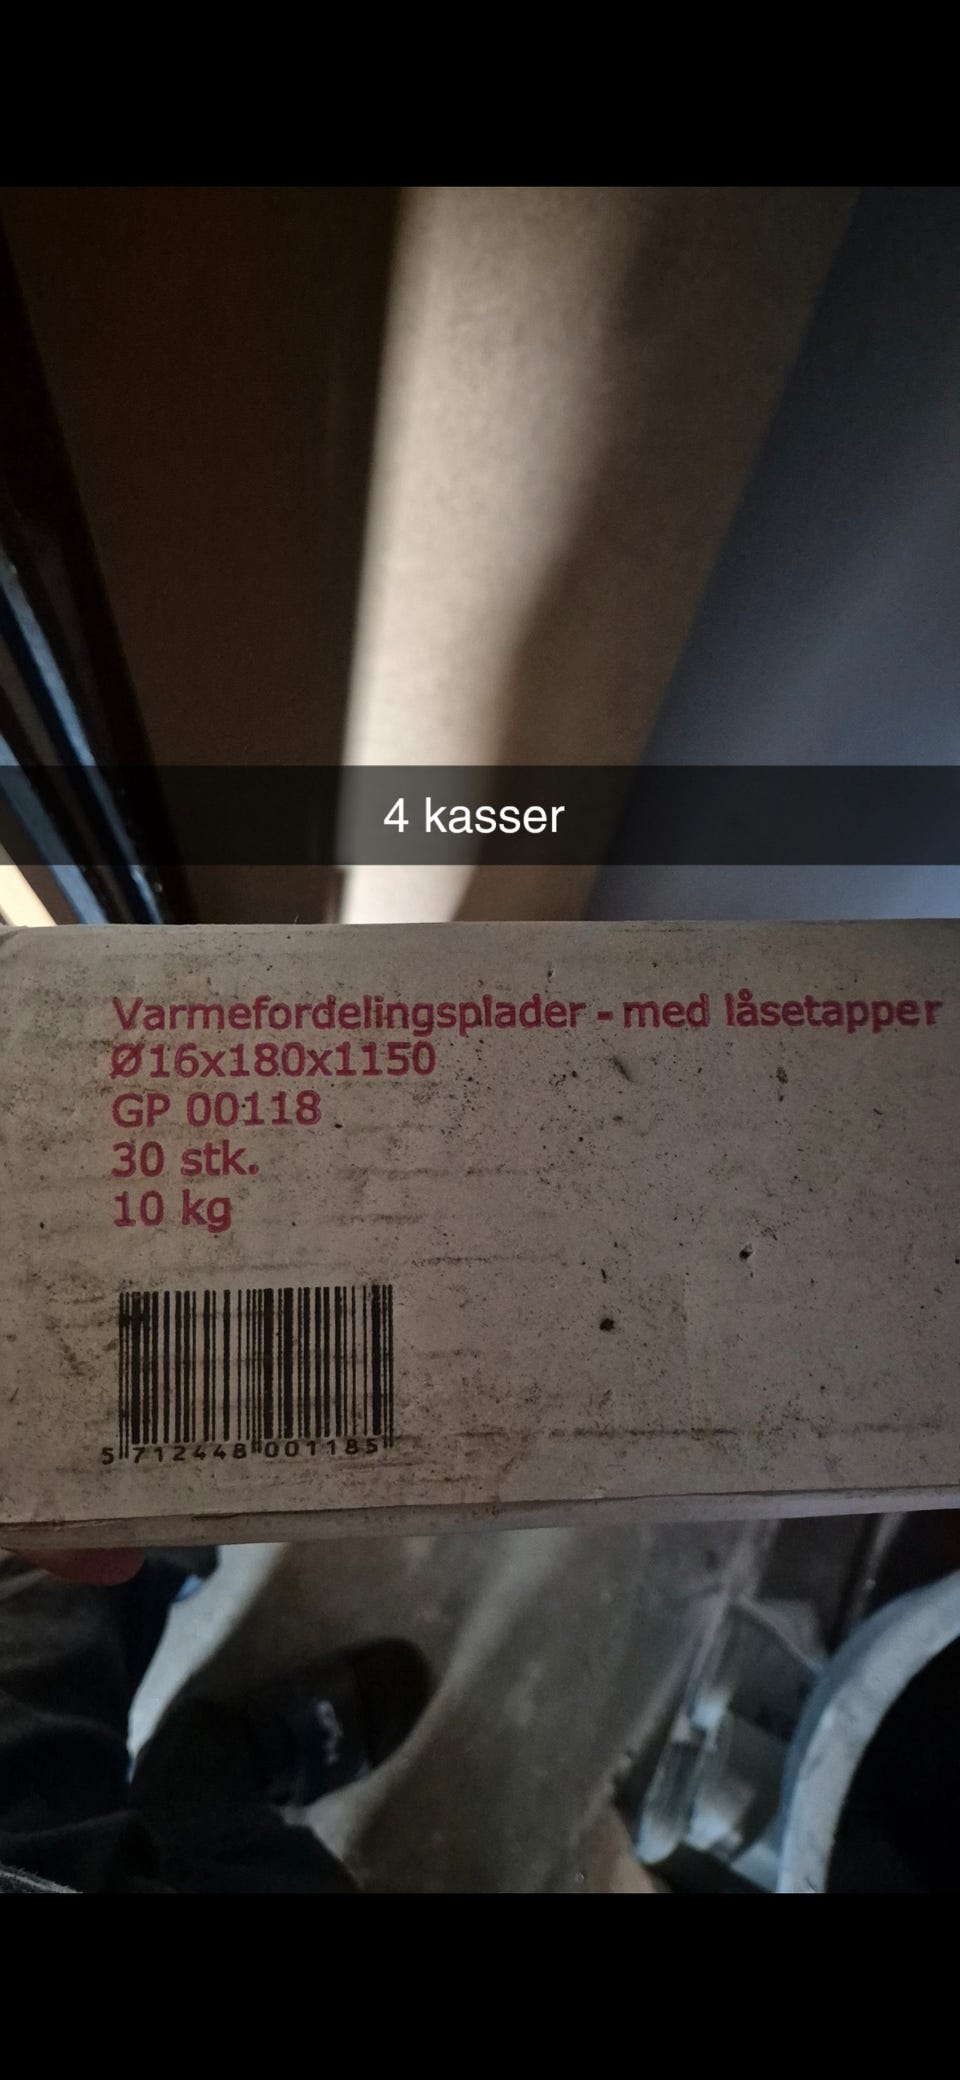 4 kasser
Varmefordelingsplader - med låsetapper
Ø16x180x1150
GP 00118
30 stk.
10 kg
5 712448 001185